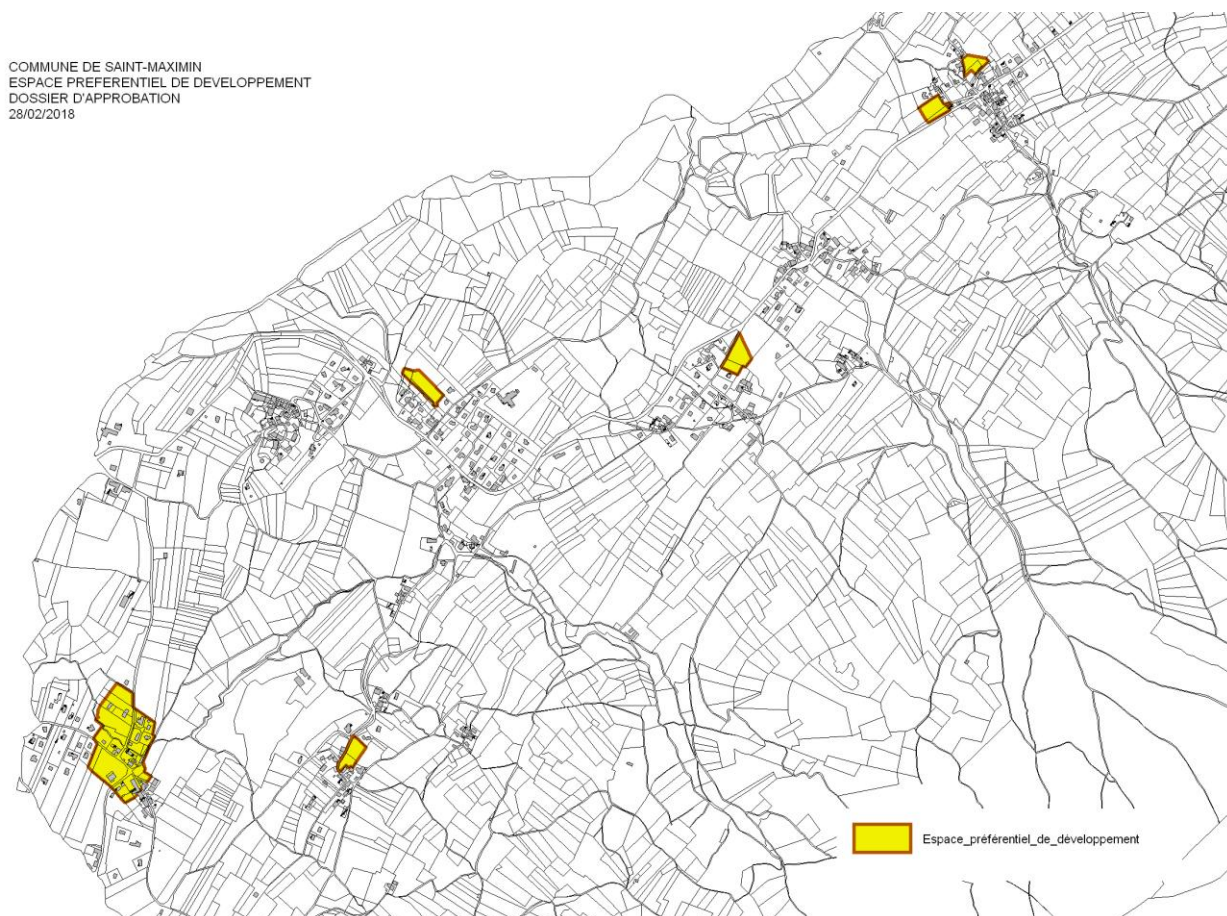 COMMUNE DE SAINT-MAXIMIN
ESPACE PREFERENTIEL DE DEVELOPPEMENT
DOSSIER D'APPROBATION
28/02/2018
Espace_préférentiel_de_développement